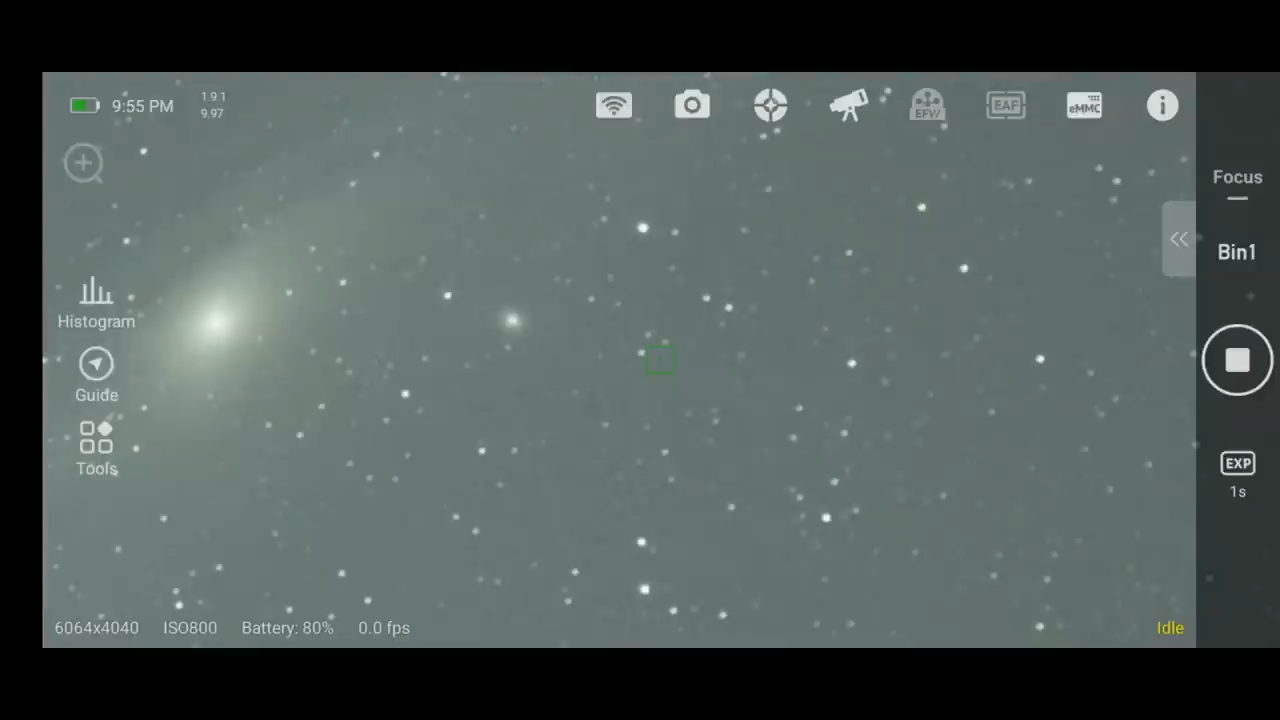 9:55 PM
1.9 1
9.97
EFW
EAF
eMMC
Focus
Bin1
Histogram
Guide
Tools
EXP
1s
6064x4040 ISO800 Battery: 80% 0.0 fps
Idle